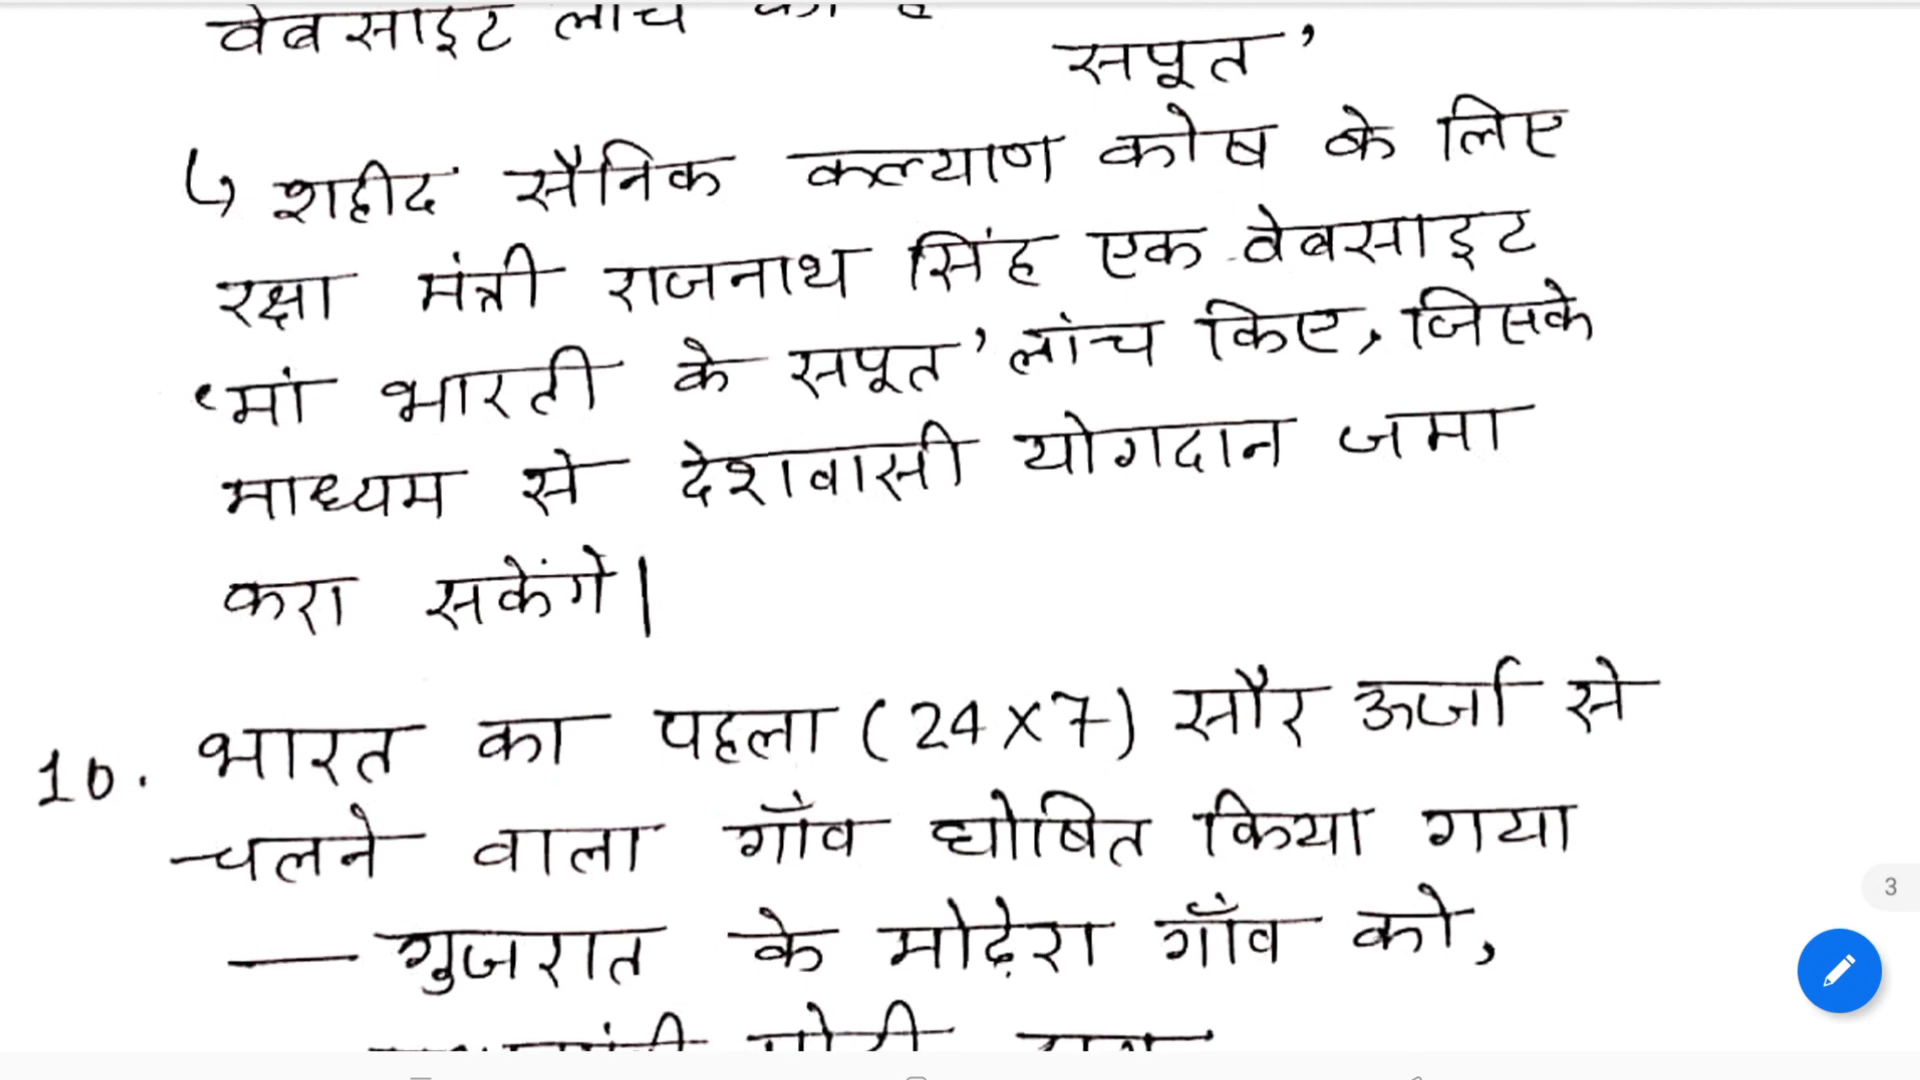 वेबसाइट लांच
सपूत’
↳ शहीद सैनिक कल्याण कोष के लिए
रक्षा मंत्री राजनाथ सिंह एक वेबसाइट
‘मां भारती के सपूत’ लांच किए, जिसके
माध्यम से देशवासी योगदान जमा
करा सकेंगे|
10. भारत का पहला (24×7) सौर ऊर्जा से
चलने वाला गाँव घोषित किया गया
3
— गुजरात के मोढ़ेरा गाँव को,